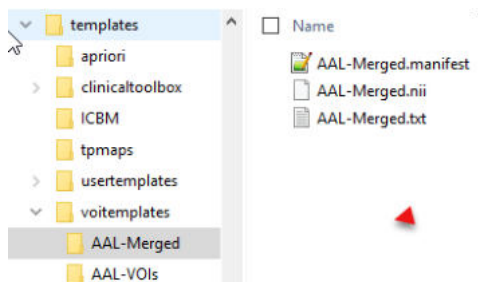 templates
apriori
clinicaltoolbox
ICBM
tpmaps
usertemplates
voitemplates
AAL-Merged
AAL-VOIs
Name
AAL-Merged.manifest
AAL-Merged.nii
AAL-Merged.txt